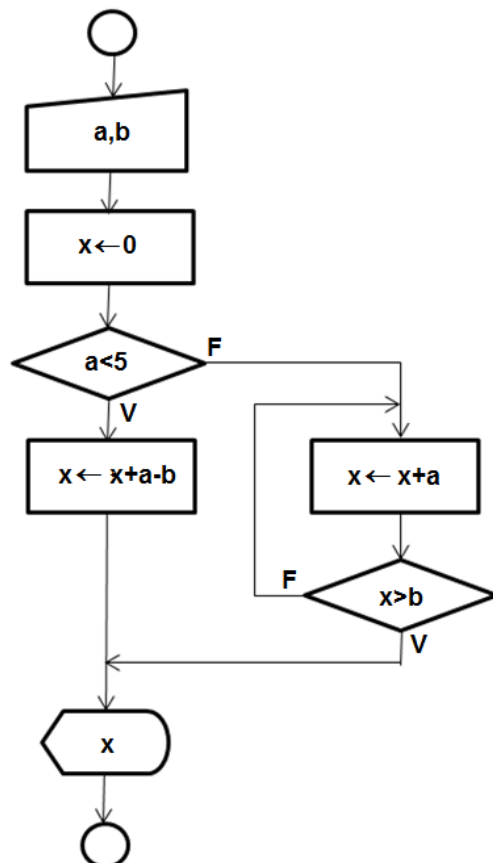 a,b
x←0
a<5
F
V
x← x+a-b
x← x+a
F
x>b
V
x